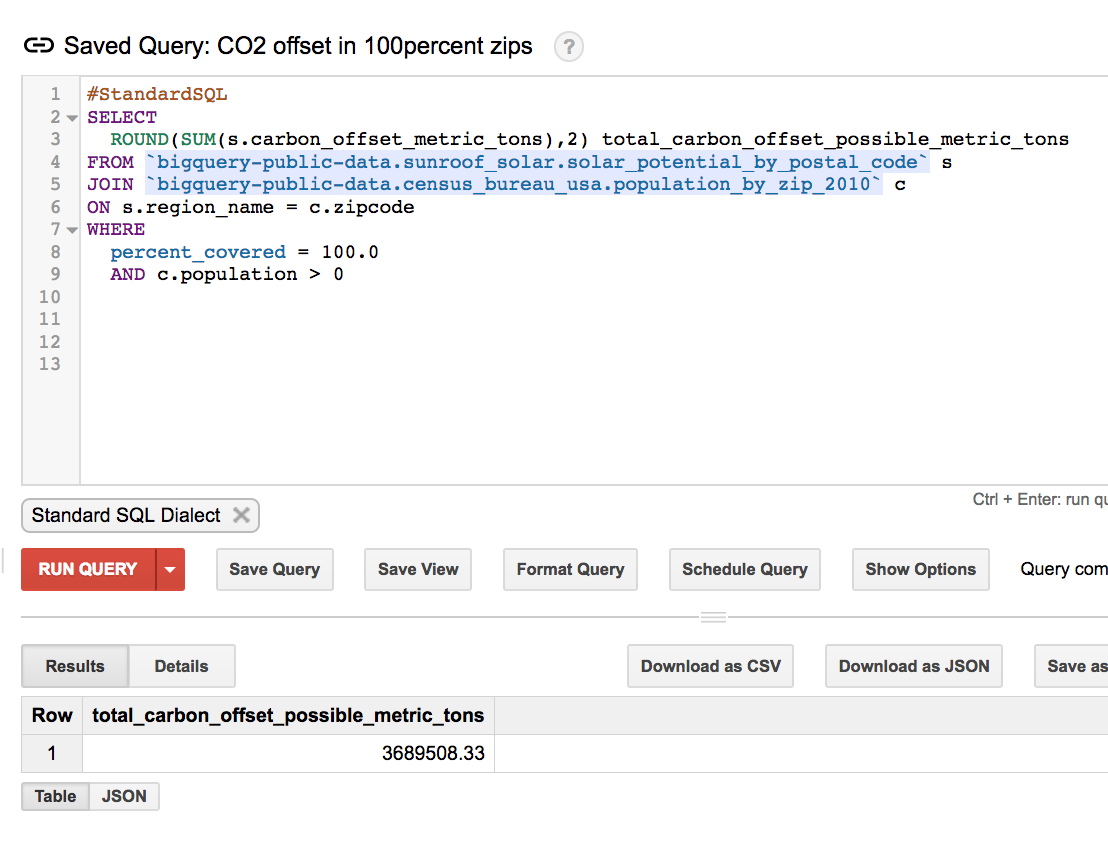 Saved Query: CO2 offset in 100percent zips ?
1 #StandardSQL
2 SELECT
3 ROUND(SUM(s.carbon_offset_metric_tons),2) total_carbon_offset_possible_metric_tons
4 FROM `bigquery-public-data.sunroof_solar.solar_potential_by_postal_code` s
5 JOIN `bigquery-public-data.census_bureau_usa.population_by_zip_2010` c
6 ON s.region_name = c.zipcode
7 WHERE
8 percent_covered = 100.0
9 AND c.population > 0
10
11
12
13
Ctrl + Enter: run qu
Standard SQL Dialect
RUN QUERY Save Query Save View Format Query Schedule Query Show Options Query com
Results Details Download as CSV Download as JSON Save as
Row total_carbon_offset_possible_metric_tons
1 3689508.33
Table JSON